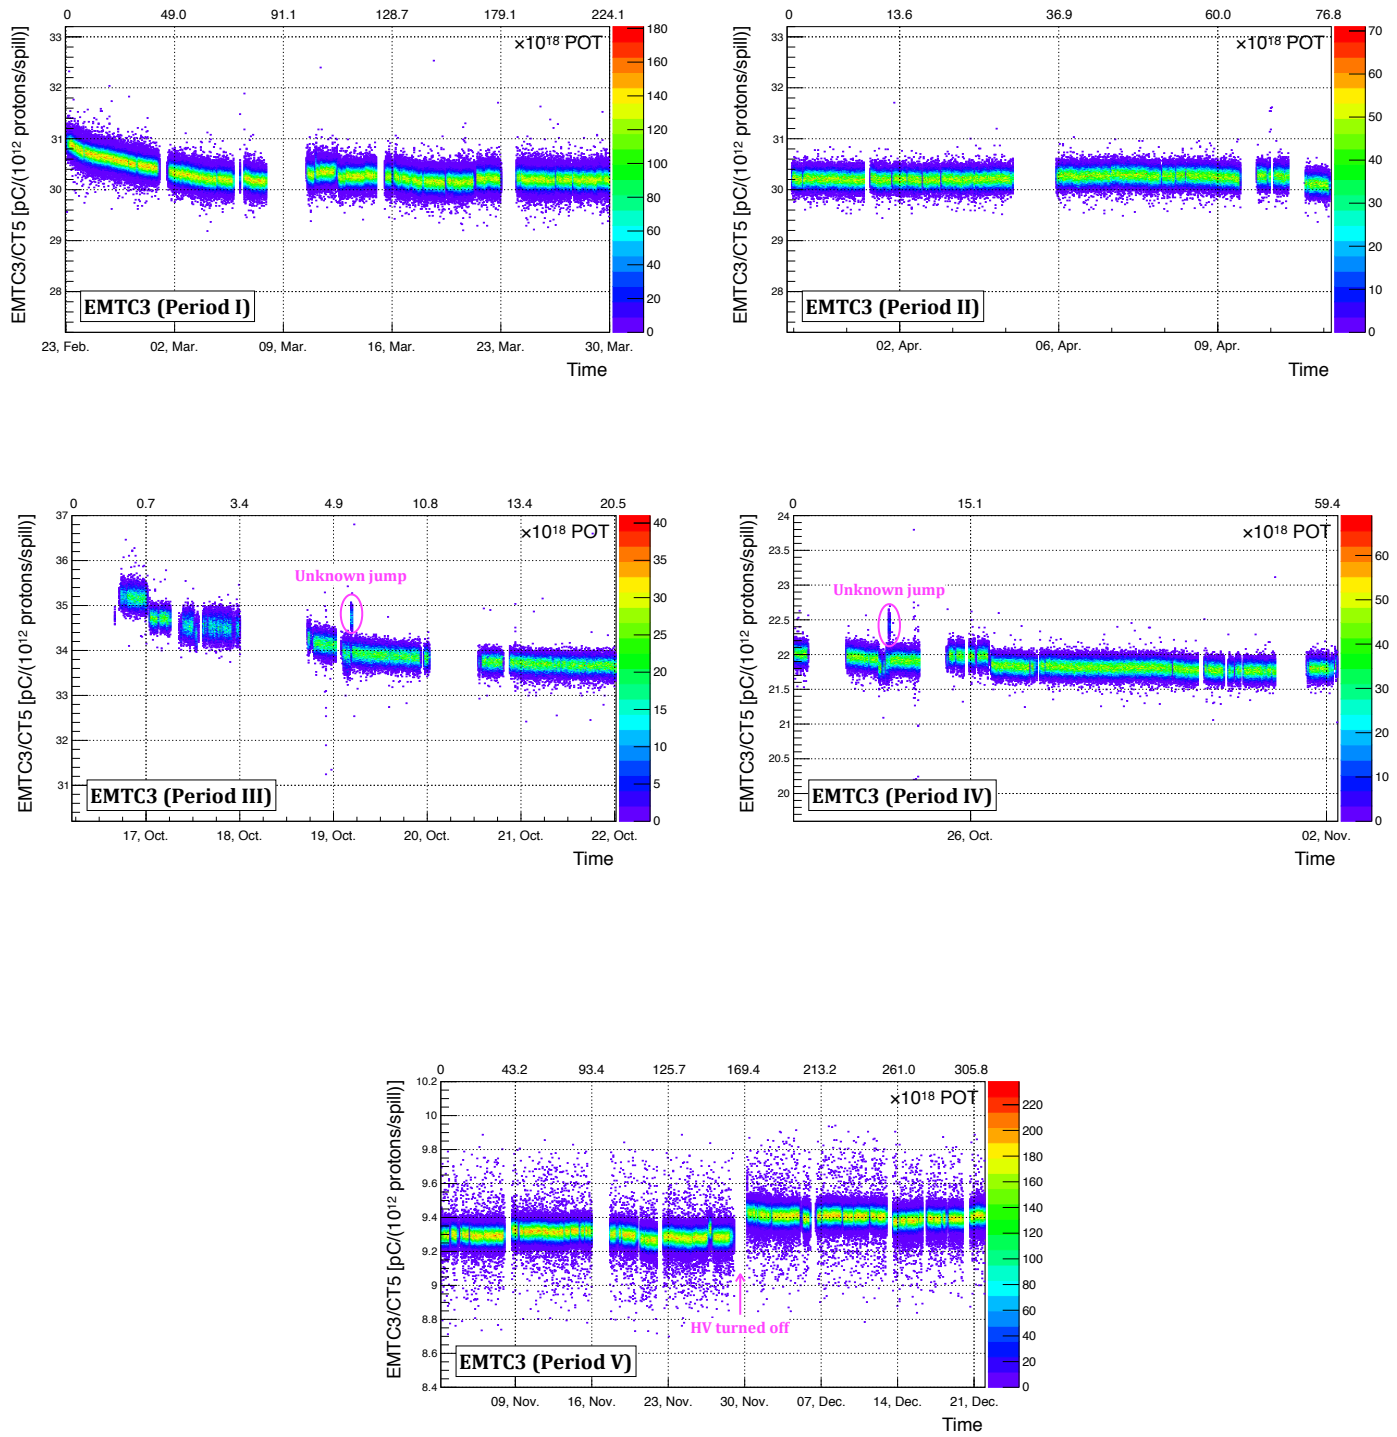 0 49.0 91.1 128.7 179.1 224.1
×10¹⁸ POT
EMTC3/CT5 [pC/(10¹² protons/spill)]
33
32
31
30
29
28
180
160
140
120
100
80
60
40
20
0
EMTC3 (Period I)
23, Feb. 02, Mar. 09, Mar. 16, Mar. 23, Mar. 30, Mar.
Time
0 13.6 36.9 60.0 76.8
×10¹⁸ POT
EMTC3/CT5 [pC/(10¹² protons/spill)]
33
32
31
30
29
28
70
60
50
40
30
20
10
0
EMTC3 (Period II)
02, Apr. 06, Apr. 09, Apr.
Time
0 0.7 3.4 4.9 10.8 13.4 20.5
×10¹⁸ POT
EMTC3/CT5 [pC/(10¹² protons/spill)]
37
36
35
34
33
32
31
40
35
30
25
20
15
10
5
0
Unknown jump
EMTC3 (Period III)
17, Oct. 18, Oct. 19, Oct. 20, Oct. 21, Oct. 22, Oct.
Time
0 15.1 59.4
×10¹⁸ POT
EMTC3/CT5 [pC/(10¹² protons/spill)]
24
23.5
23
22.5
22
21.5
21
20.5
20
60
50
40
30
20
10
0
Unknown jump
EMTC3 (Period IV)
26, Oct. 02, Nov.
Time
0 43.2 93.4 125.7 169.4 213.2 261.0 305.8
×10¹⁸ POT
EMTC3/CT5 [pC/(10¹² protons/spill)]
10.2
10
9.8
9.6
9.4
9.2
9
8.8
8.6
8.4
220
200
180
160
140
120
100
80
60
40
20
0
HV turned off
EMTC3 (Period V)
09, Nov. 16, Nov. 23, Nov. 30, Nov. 07, Dec. 14, Dec. 21, Dec.
Time